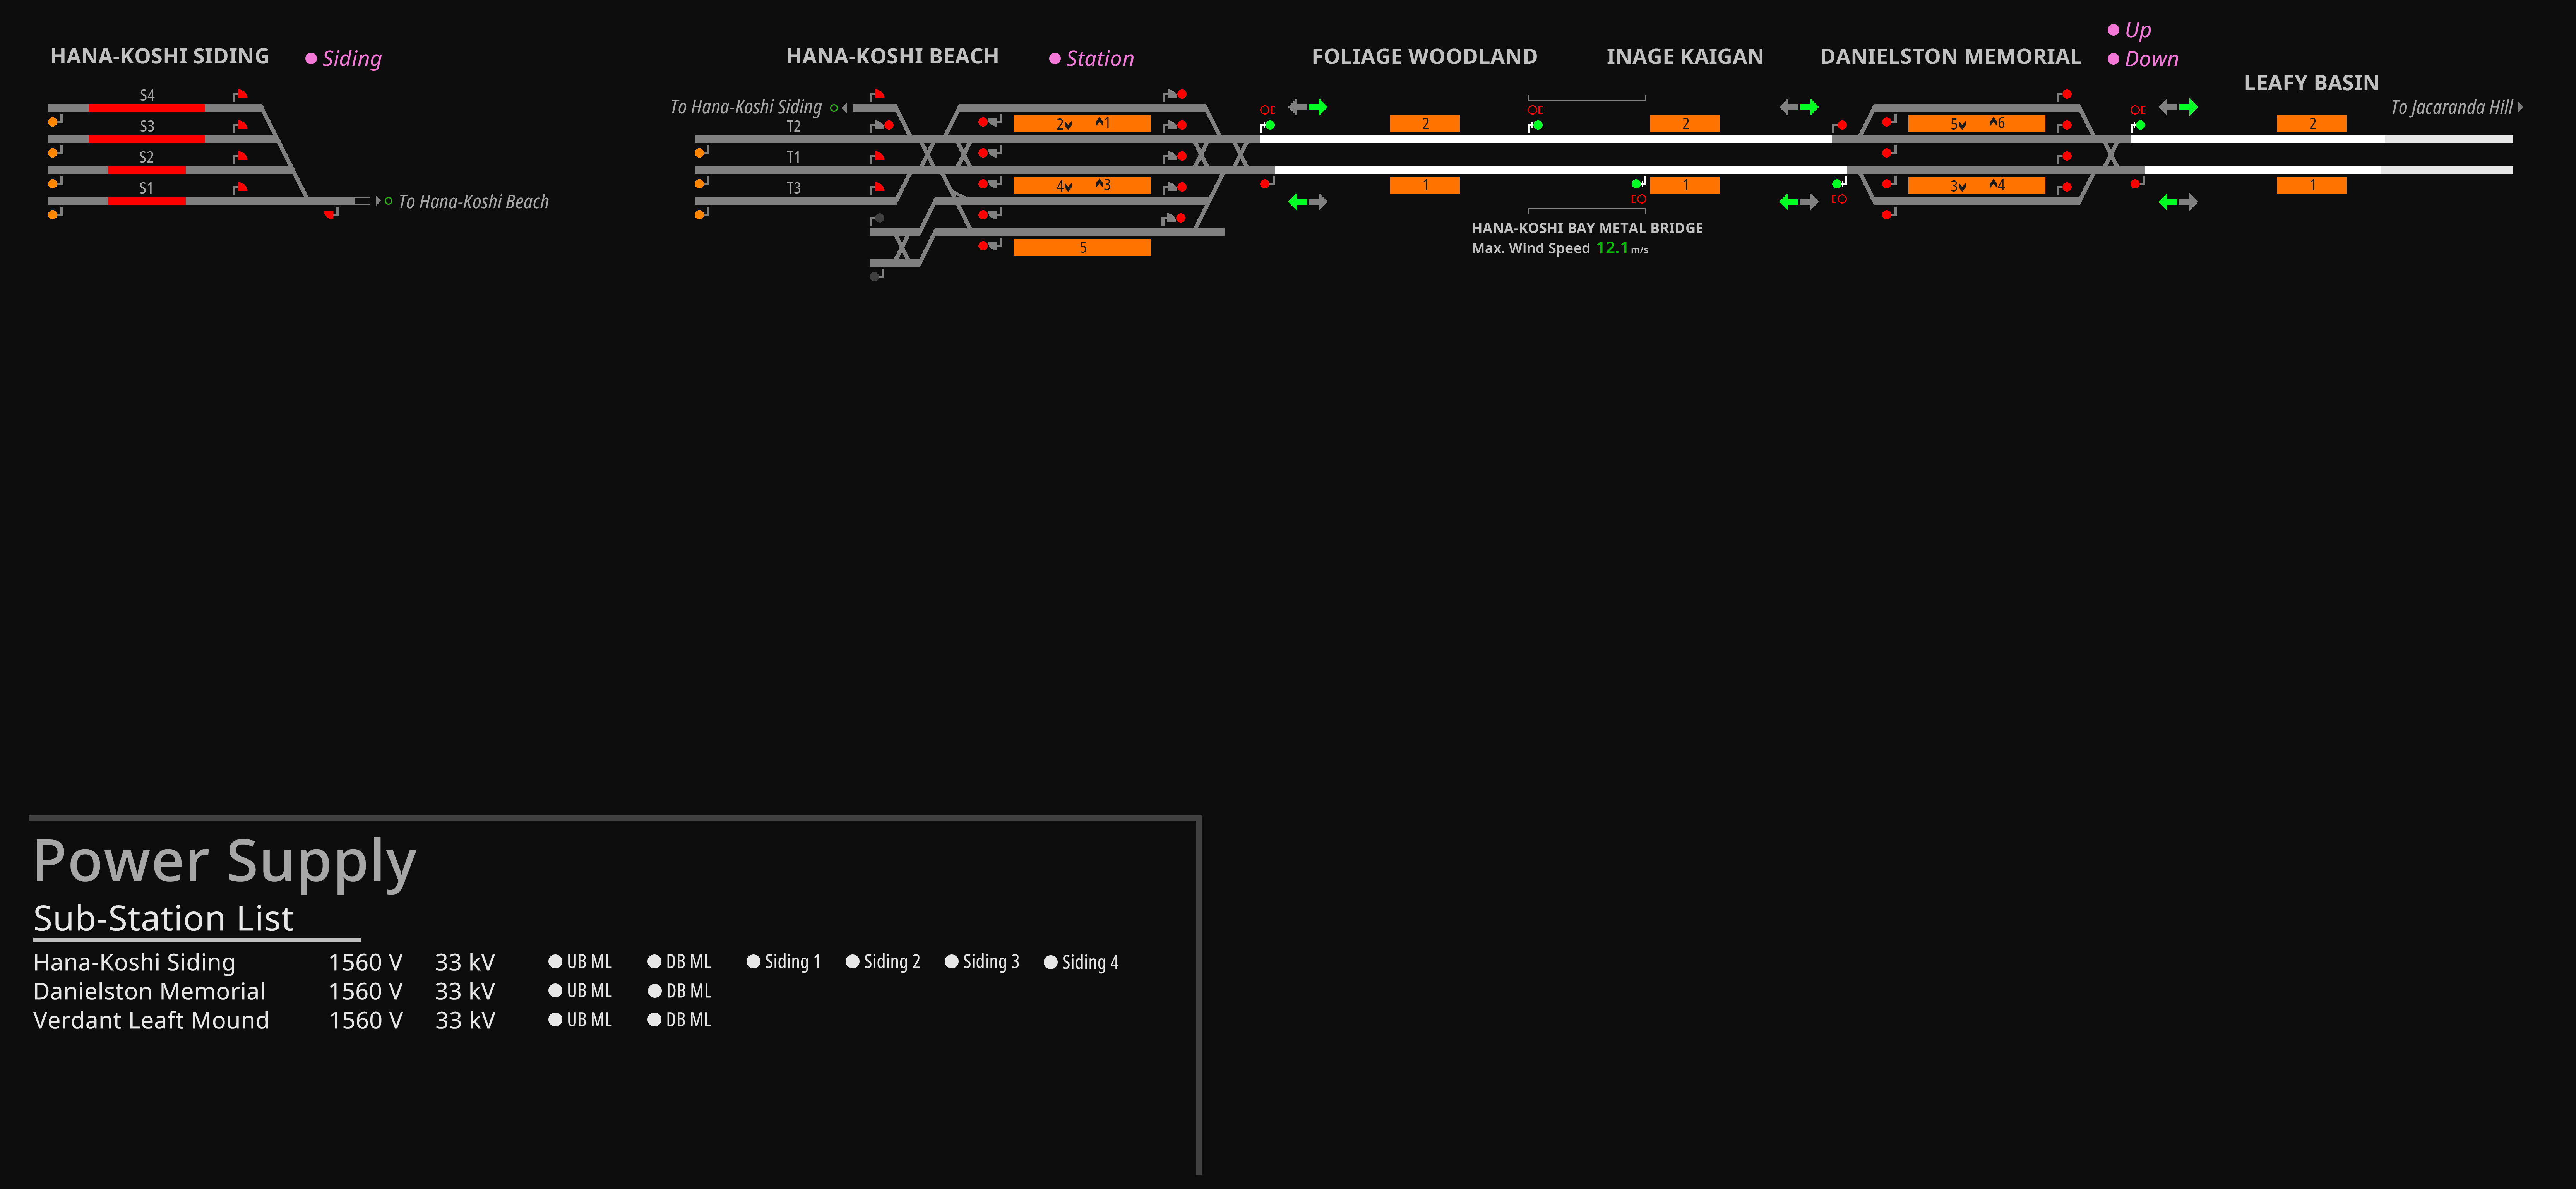 Up
HANA-KOSHI SIDING
Siding
HANA-KOSHI BEACH
Station
FOLIAGE WOODLAND
INAGE KAIGAN
DANIELSTON MEMORIAL
Down
LEAFY BASIN
S4
S3
S2
S1
To Hana-Koshi Beach
To Hana-Koshi Siding
T2
T1
T3
2 1
4 3
5
OE
2
1
OE
2
1
EO
EO
5 6
3 4
OE
2
1
To Jacaranda Hill
HANA-KOSHI BAY METAL BRIDGE
Max. Wind Speed 12.1 m/s
Power Supply
Sub-Station List
Hana-Koshi Siding 1560 V 33 kV UB ML DB ML Siding 1 Siding 2 Siding 3 Siding 4
Danielston Memorial 1560 V 33 kV UB ML DB ML
Verdant Leaft Mound 1560 V 33 kV UB ML DB ML